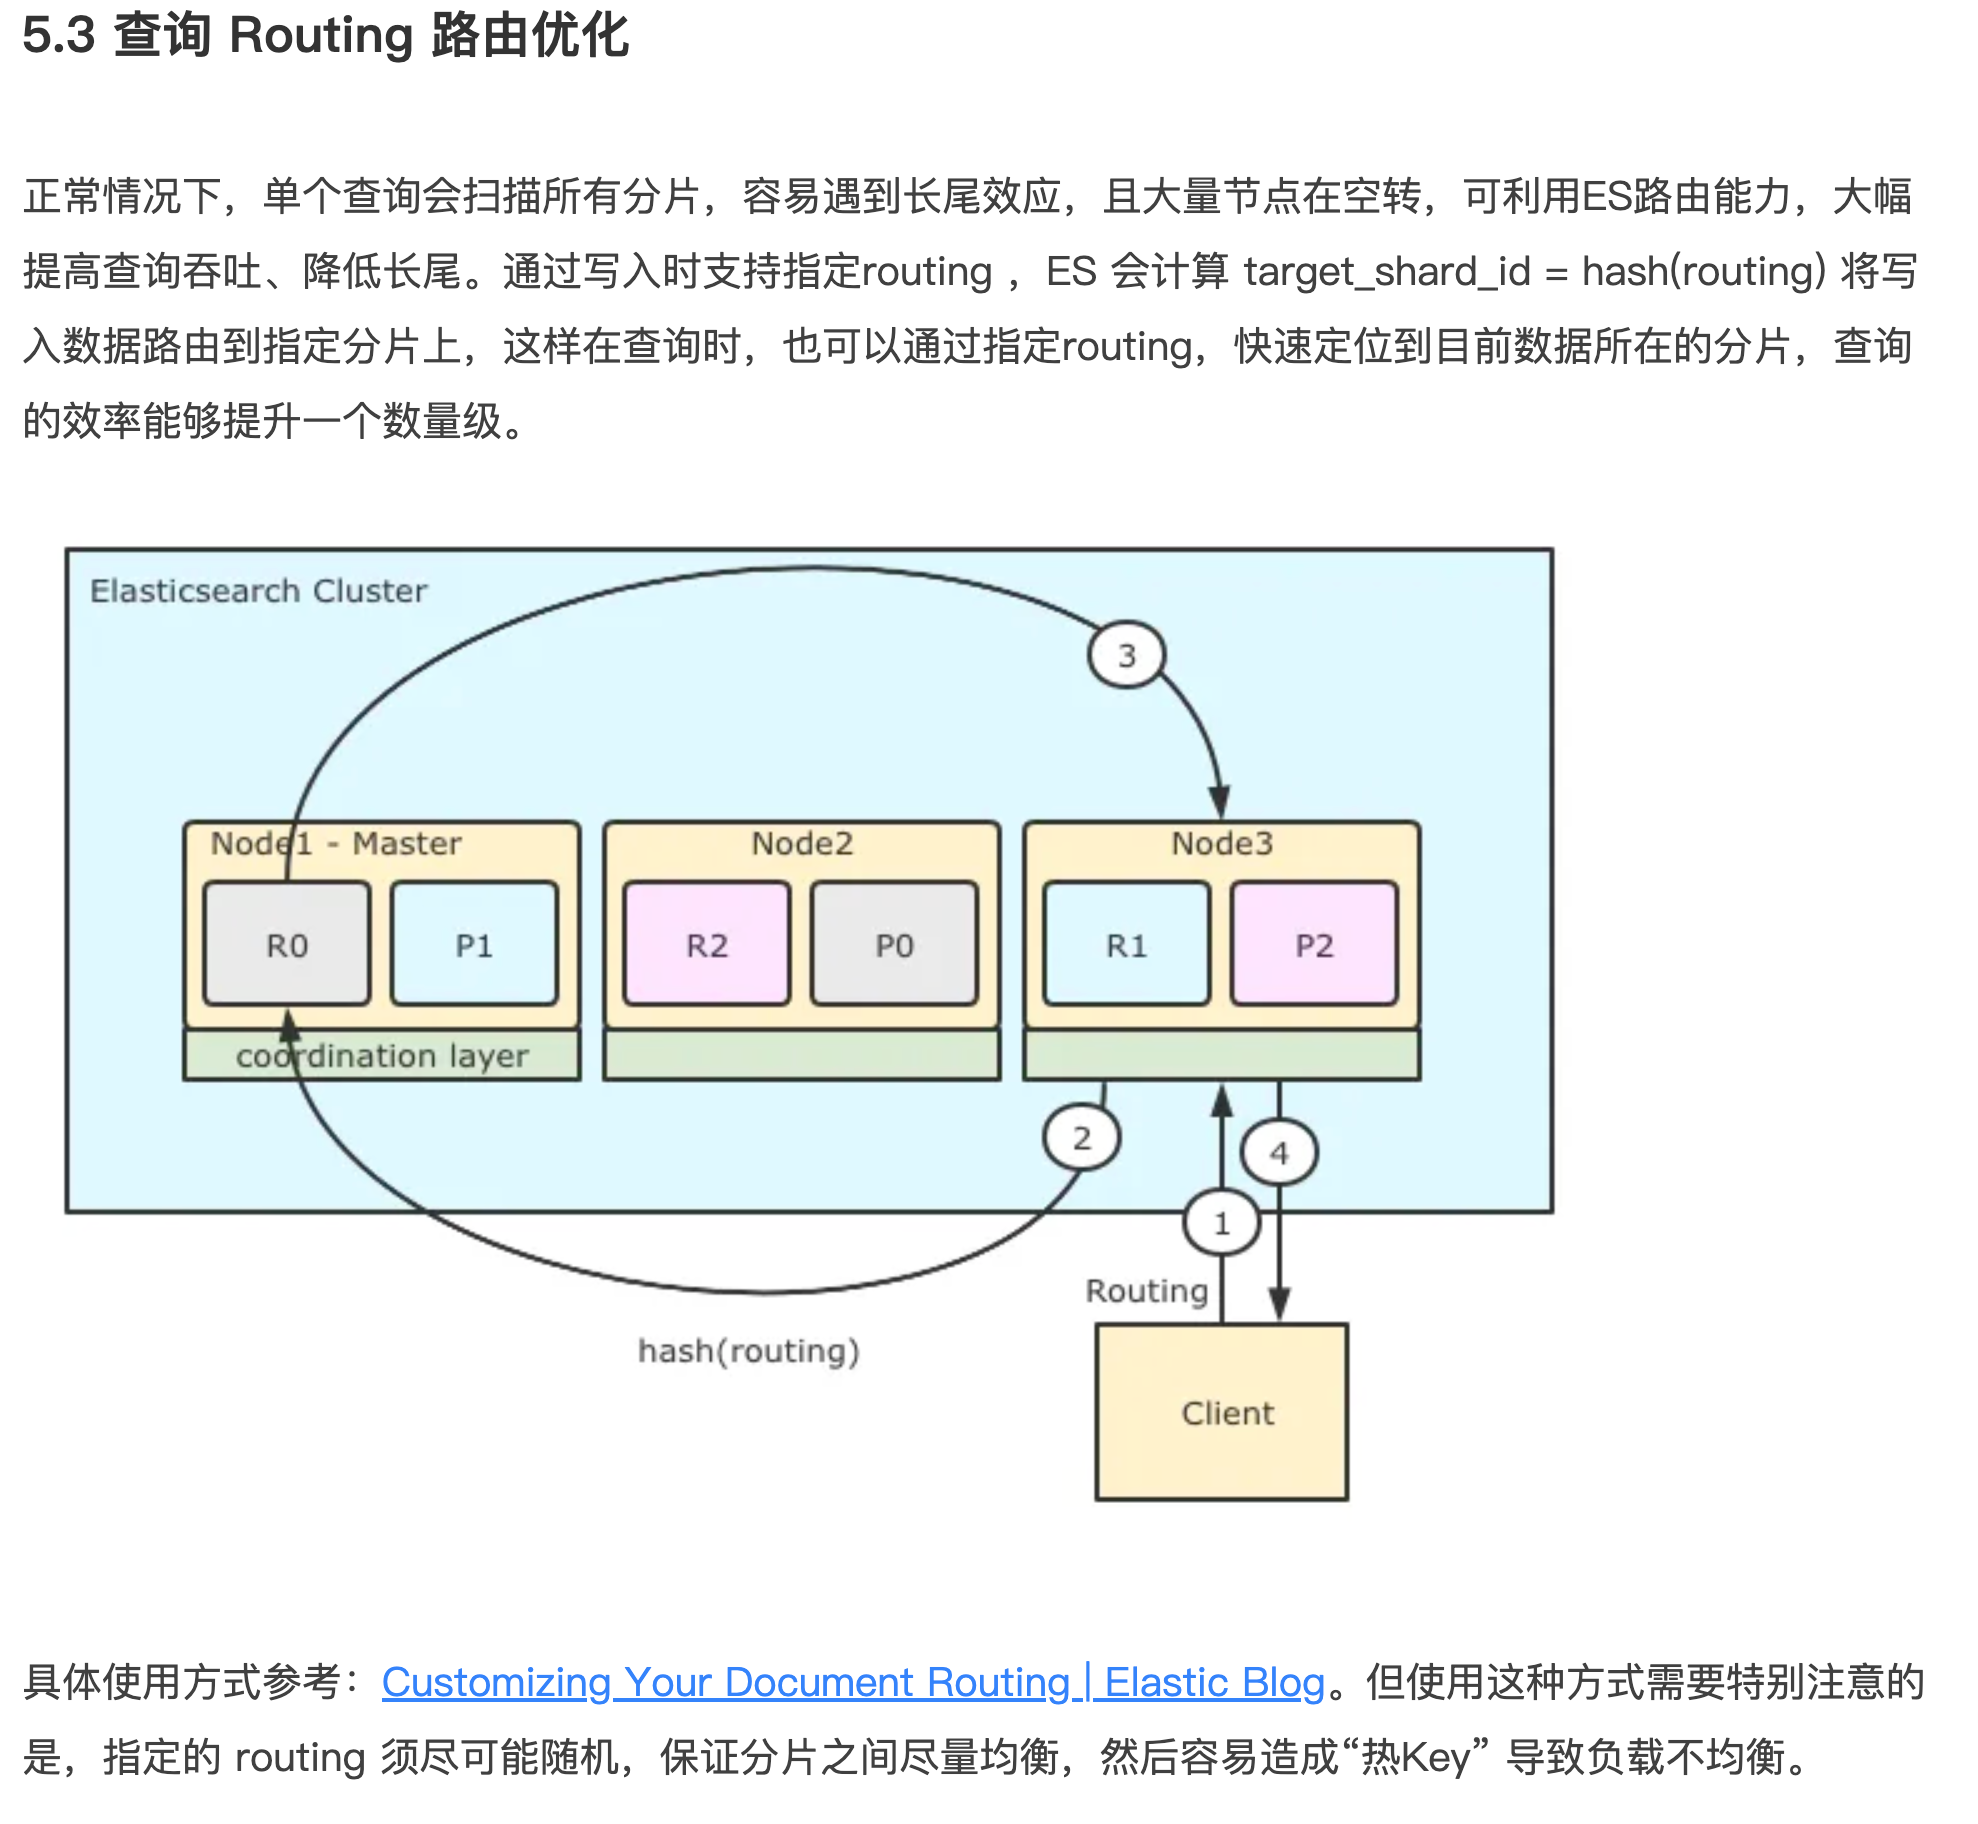 5.3 查询 Routing 路由优化
正常情况下，单个查询会扫描所有分片，容易遇到长尾效应，且大量节点在空转，可利用ES路由能力，大幅
提高查询吞吐、降低长尾。通过写入时支持指定routing ，ES 会计算 target_shard_id = hash(routing) 将写
入数据路由到指定分片上，这样在查询时，也可以通过指定routing，快速定位到目前数据所在的分片，查询
的效率能够提升一个数量级。
Elasticsearch Cluster
3
Node1 - Master
Node2
Node3
R0
P1
R2
P0
R1
P2
coordination layer
2
4
1
Routing
hash(routing)
Client
具体使用方式参考：Customizing Your Document Routing | Elastic Blog。但使用这种方式需要特别注意的
是，指定的 routing 须尽可能随机，保证分片之间尽量均衡，然后容易造成“热Key” 导致负载不均衡。